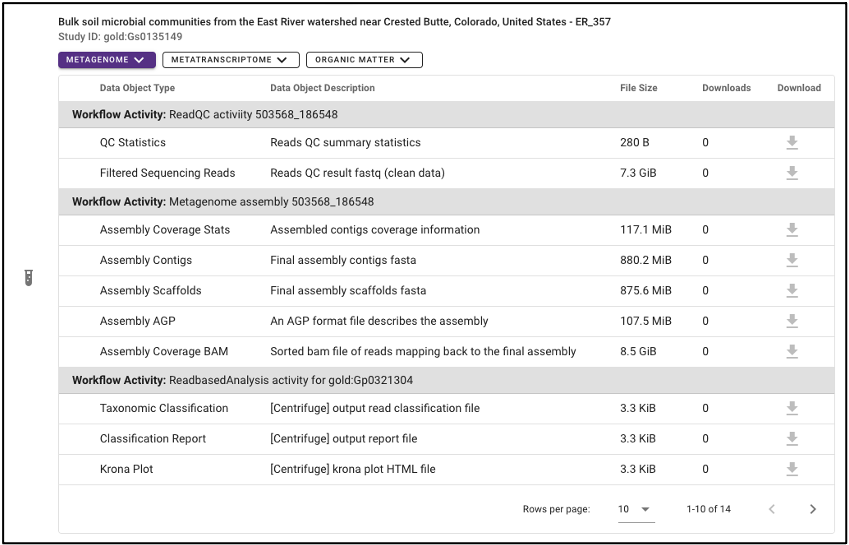 Bulk soil microbial communities from the East River watershed near Crested Butte, Colorado, United States - ER_357
Study ID: gold:Gs0135149
METAGENOME METATRANSCRIPTOME ORGANIC MATTER
Data Object Type Data Object Description File Size Downloads Download
Workflow Activity: ReadQC activiity 503568_186548
QC Statistics Reads QC summary statistics 280 B 0
Filtered Sequencing Reads Reads QC result fastq (clean data) 7.3 GiB 0
Workflow Activity: Metagenome assembly 503568_186548
Assembly Coverage Stats Assembled contigs coverage information 117.1 MiB 0
Assembly Contigs Final assembly contigs fasta 880.2 MiB 0
Assembly Scaffolds Final assembly scaffolds fasta 875.6 MiB 0
Assembly AGP An AGP format file describes the assembly 107.5 MiB 0
Assembly Coverage BAM Sorted bam file of reads mapping back to the final assembly 8.5 GiB 0
Workflow Activity: ReadbasedAnalysis activity for gold:Gp0321304
Taxonomic Classification [Centrifuge] output read classification file 3.3 KiB 0
Classification Report [Centrifuge] output report file 3.3 KiB 0
Krona Plot [Centrifuge] krona plot HTML file 3.3 KiB 0
Rows per page: 10 1-10 of 14